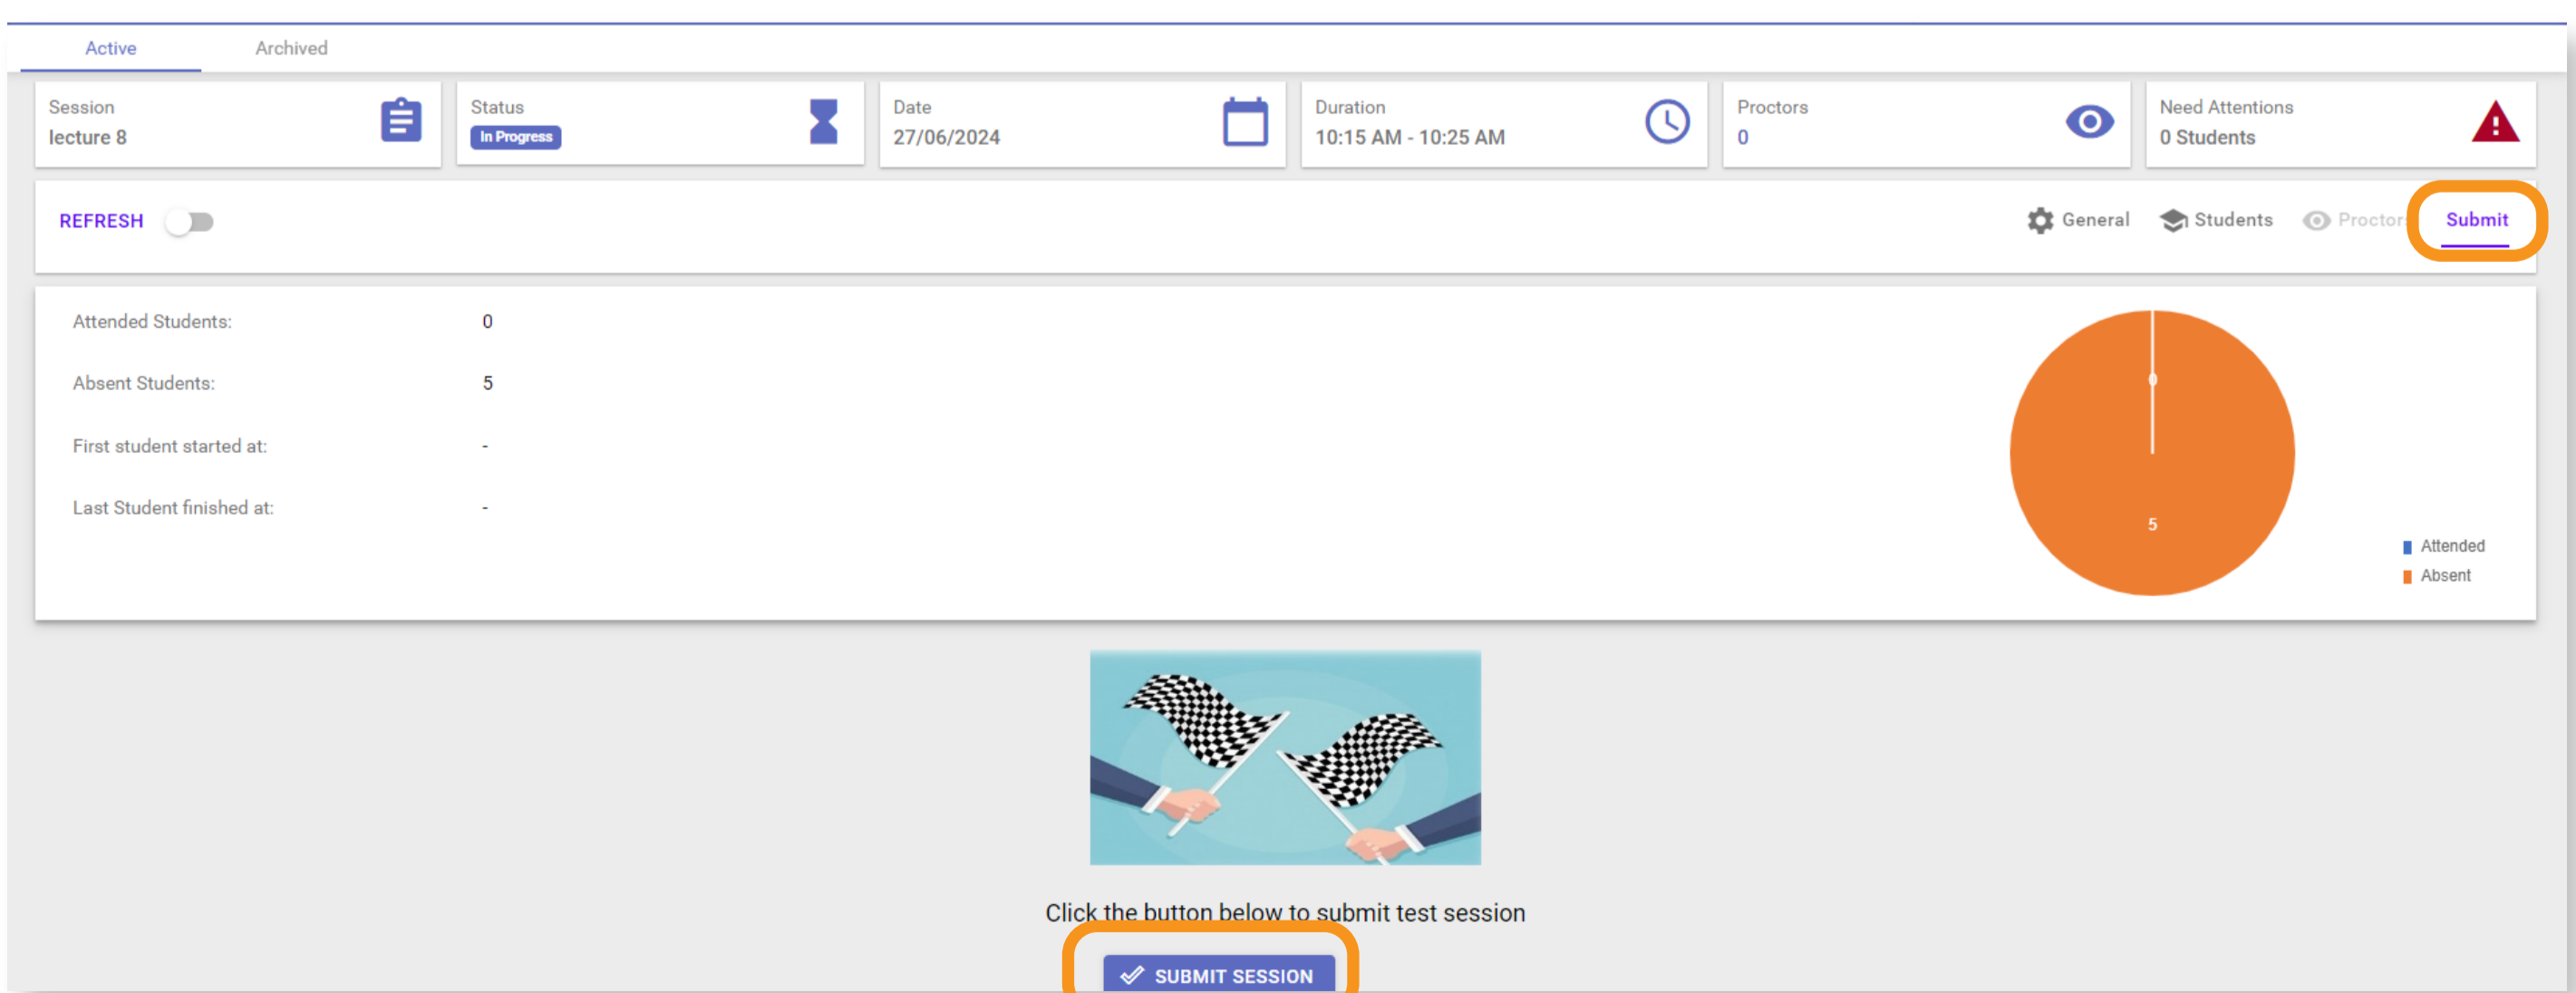 Active Archived
Session Status Date Duration Proctors Need Attentions
lecture 8 In Progress 27/06/2024 10:15 AM - 10:25 AM 0 0 Students
REFRESH General Students Proctor Submit
Attended Students: 0
Absent Students: 5
First student started at: -
Last Student finished at: -
0
5
Attended
Absent
Click the button below to submit test session
SUBMIT SESSION